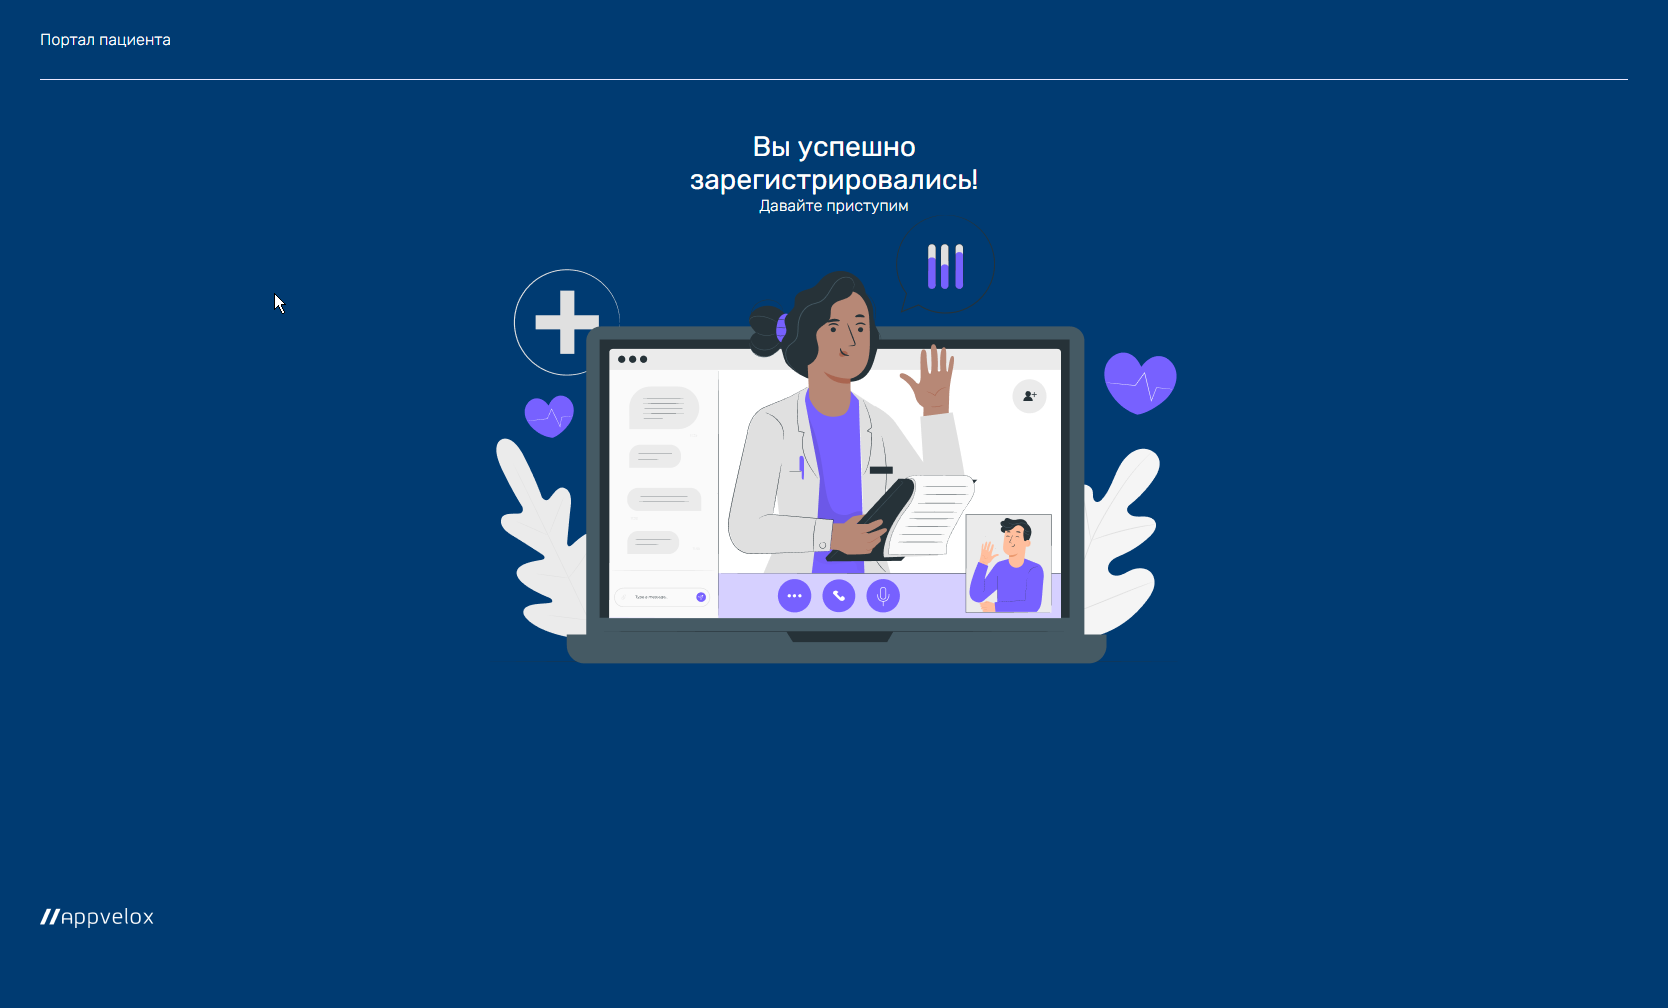 Портал пациента
Вы успешно
зарегистрировались!
Давайте приступим
appvelox